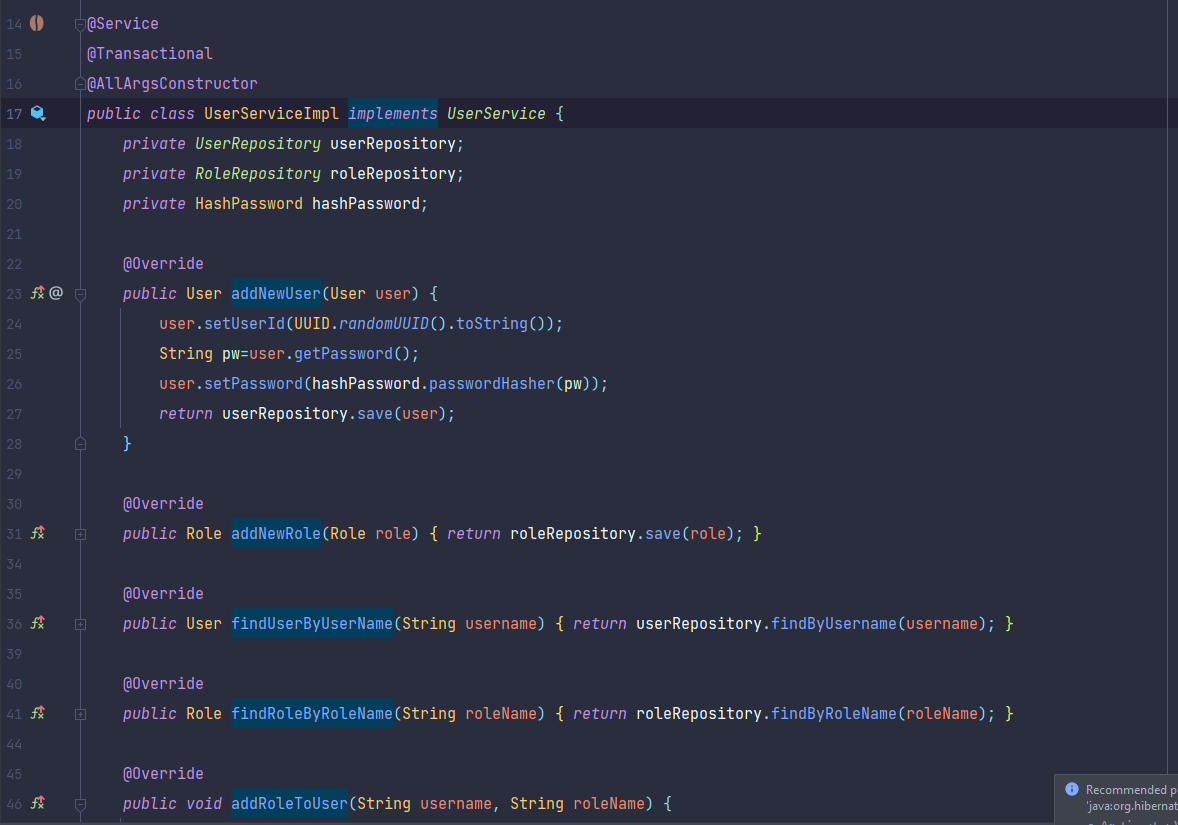 14 @Service
15 @Transactional
16 @AllArgsConstructor
17 public class UserServiceImpl implements UserService {
18 private UserRepository userRepository;
19 private RoleRepository roleRepository;
20 private HashPassword hashPassword;
21
22 @Override
23 @ public User addNewUser(User user) {
24 user.setUserId(UUID.randomUUID().toString());
25 String pw=user.getPassword();
26 user.setPassword(hashPassword.passwordHasher(pw));
27 return userRepository.save(user);
28 }
29
30 @Override
31 public Role addNewRole(Role role) { return roleRepository.save(role); }
34
35 @Override
36 public User findUserByUserName(String username) { return userRepository.findByUsername(username); }
39
40 @Override
41 public Role findRoleByRoleName(String roleName) { return roleRepository.findByRoleName(roleName); }
44
45 @Override
46 public void addRoleToUser(String username, String roleName) {
Recommended p
'java:org.hibernat